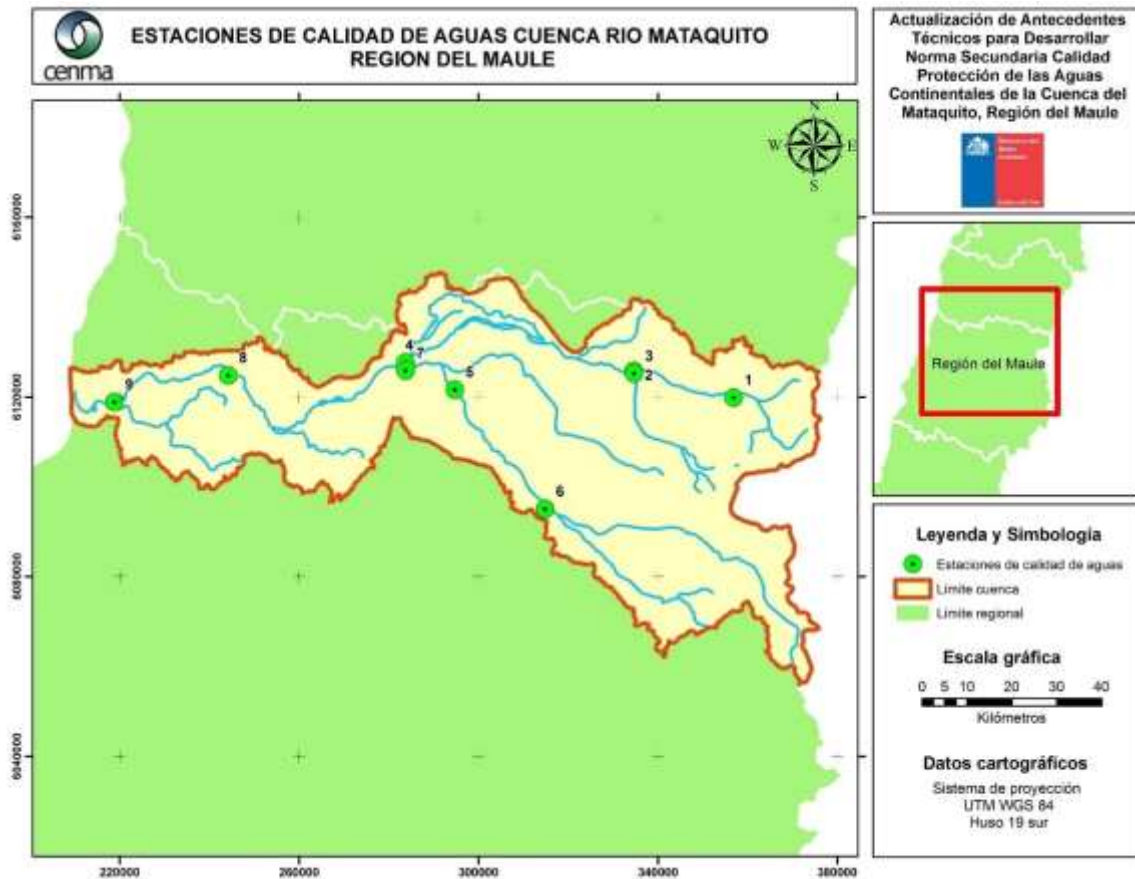 cenma
ESTACIONES DE CALIDAD DE AGUAS CUENCA RIO MATAQUITO
REGION DEL MAULE
Actualización de Antecedentes
Técnicos para Desarrollar
Norma Secundaria Calidad
Protección de las Aguas
Continentales de la Cuenca del
Mataquito, Región del Maule
N
W E
S
6160000
6120000
6080000
6040000
220000 260000 300000 340000 380000
4
7
5
8
9
3
2
1
6
Región del Maule
Leyenda y Simbología
Estaciones de calidad de aguas
Límite cuenca
Límite regional
Escala gráfica
0 5 10 20 30 40
Kilómetros
Datos cartográficos
Sistema de proyección
UTM WGS 84
Huso 19 sur